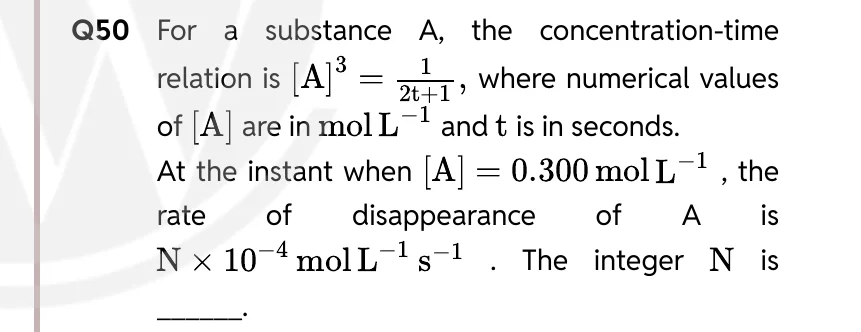 Q50 For a substance A, the concentration-time
relation is [A]³ = 1/(2t+1), where numerical values
of [A] are in mol L⁻¹ and t is in seconds.
At the instant when [A] = 0.300 mol L⁻¹ , the
rate of disappearance of A is
N × 10⁻⁴ mol L⁻¹ s⁻¹ . The integer N is
______.